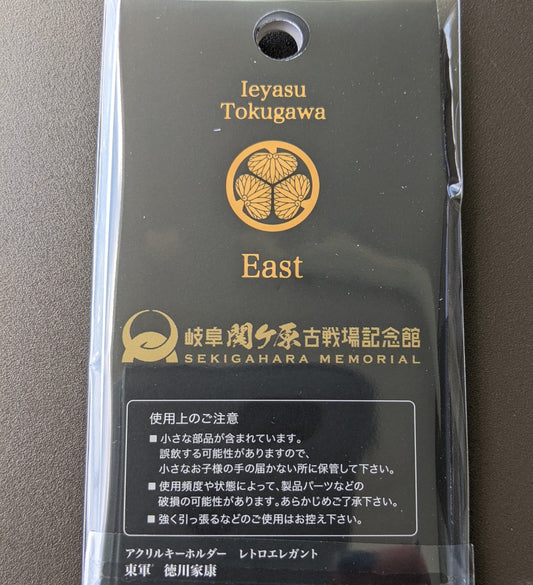 Ieyasu
Tokugawa
East
岐阜関ケ原古戦場記念館
SEKIGAHARA MEMORIAL
使用上のご注意
■ 小さな部品が含まれています。
誤飲する可能性がありますので、
小さなお子様の手の届かない所に保管して下さい。
■ 使用頻度や状態によって、製品パーツなどの
破損の可能性があります。あらかじめご了承下さい。
■ 強く引っ張るなどのご使用はお控え下さい。
アクリルキーホルダー　レトロエレガント
東軍　徳川家康